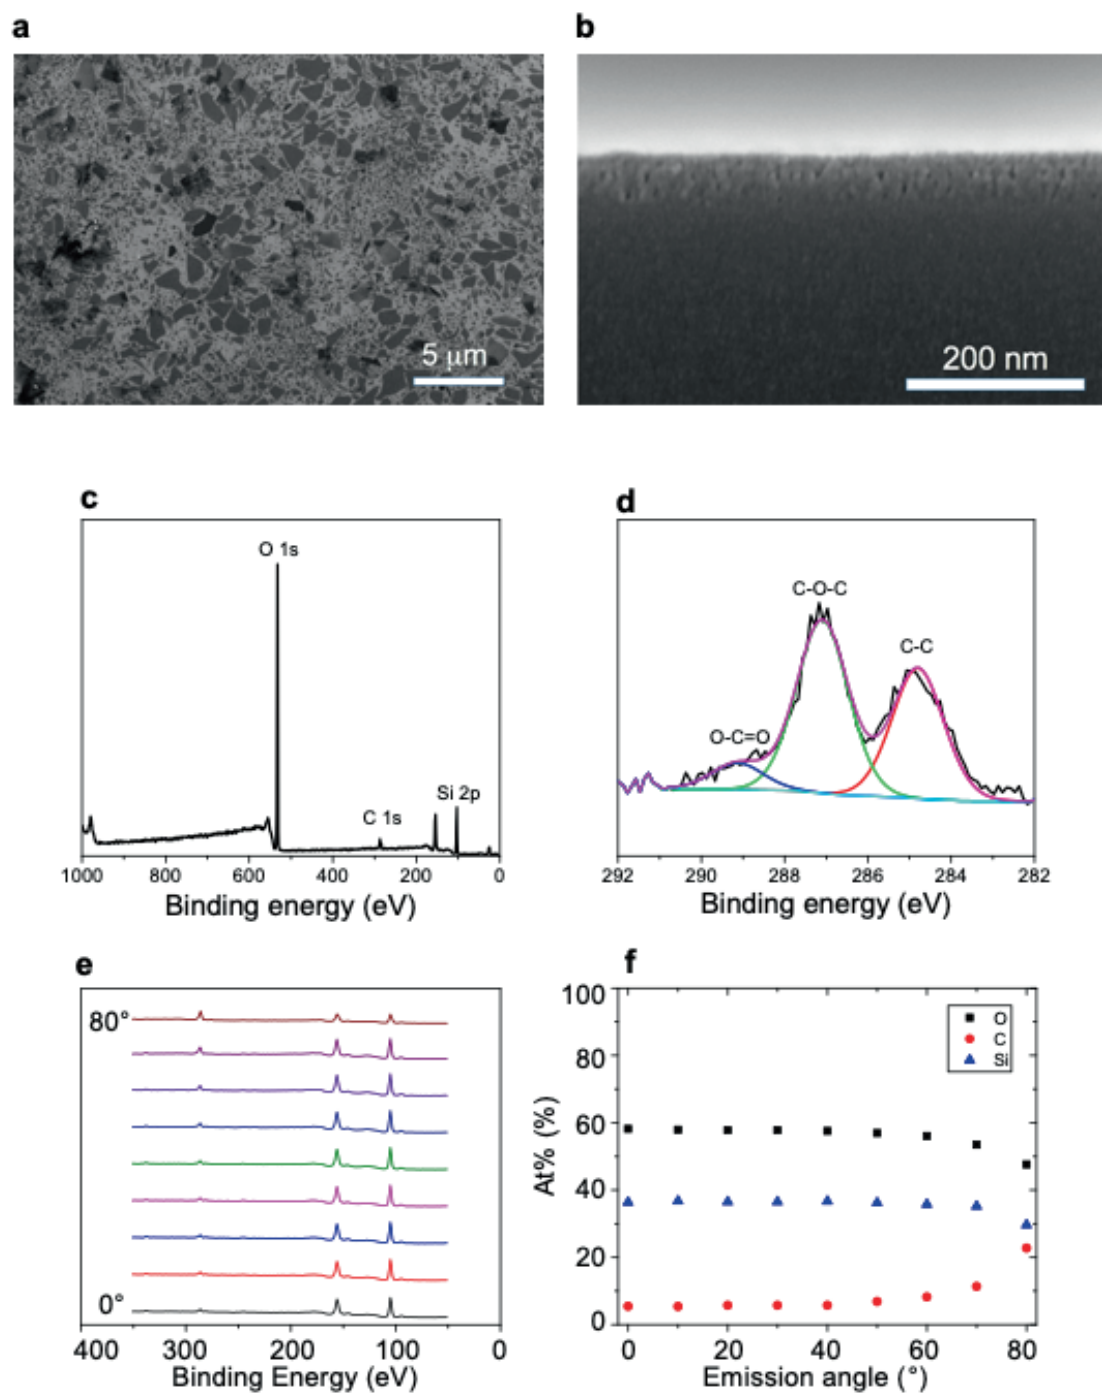 a
b
5 μm
200 nm
c
d
O 1s
C 1s
Si 2p
1000 800 600 400 200 0
Binding energy (eV)
C-O-C
C-C
O-C=O
292 290 288 286 284 282
Binding energy (eV)
e
f
80°
0°
400 300 200 100 0
Binding Energy (eV)
100
80
60
40
20
0
At% (%)
O
C
Si
0 20 40 60 80
Emission angle (°)